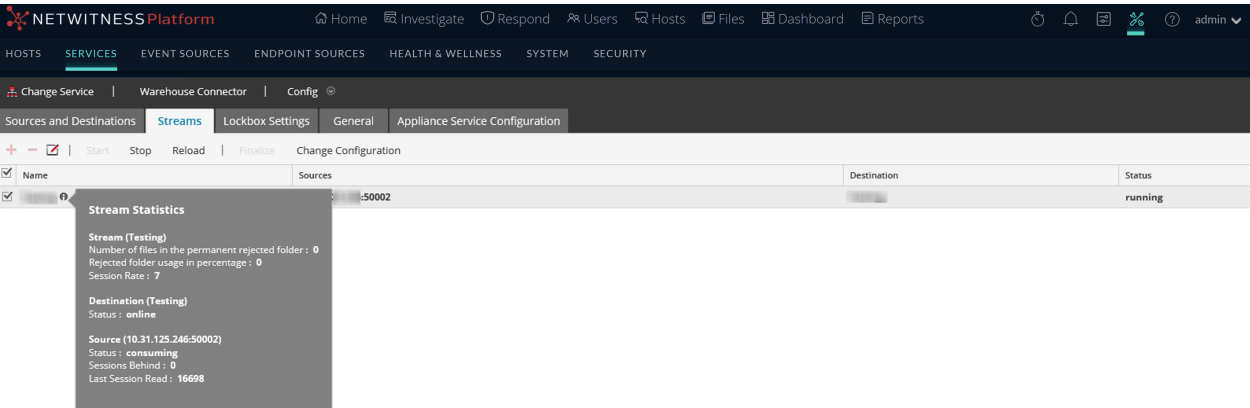 NETWITNESS Platform Home Investigate Respond Users Hosts Files Dashboard Reports admin
HOSTS SERVICES EVENT SOURCES ENDPOINT SOURCES HEALTH & WELLNESS SYSTEM SECURITY
Change Service | Warehouse Connector | Config
Sources and Destinations Streams Lockbox Settings General Appliance Service Configuration
Start Stop Reload | Finalize Change Configuration
Name Sources Destination Status
:50002 running
Stream Statistics
Stream (Testing)
Number of files in the permanent rejected folder : 0
Rejected folder usage in percentage : 0
Session Rate : 7
Destination (Testing)
Status : online
Source (10.31.125.246:50002)
Status : consuming
Sessions Behind : 0
Last Session Read : 16698